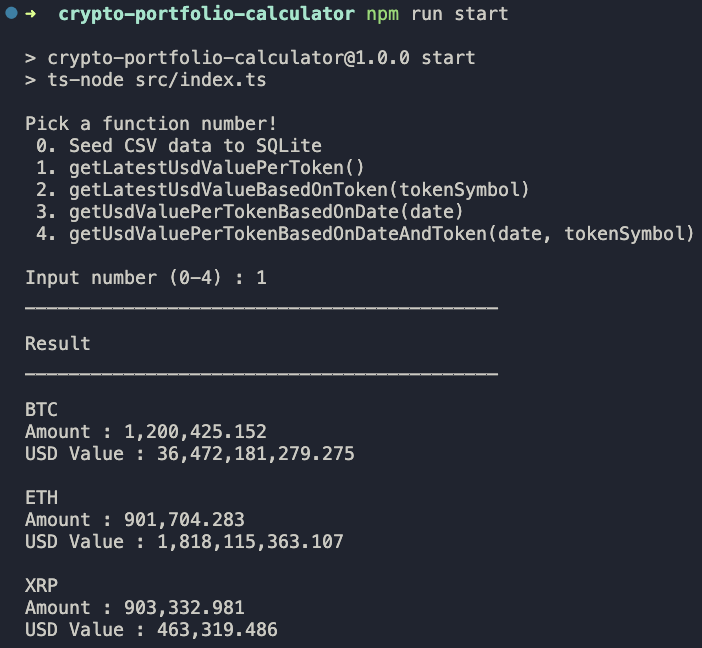 ➜  crypto-portfolio-calculator npm run start
> crypto-portfolio-calculator@1.0.0 start
> ts-node src/index.ts
Pick a function number!
0. Seed CSV data to SQLite
1. getLatestUsdValuePerToken()
2. getLatestUsdValueBasedOnToken(tokenSymbol)
3. getUsdValuePerTokenBasedOnDate(date)
4. getUsdValuePerTokenBasedOnDateAndToken(date, tokenSymbol)
Input number (0-4) : 1
___________________________________________
Result
___________________________________________
BTC
Amount : 1,200,425.152
USD Value : 36,472,181,279.275
ETH
Amount : 901,704.283
USD Value : 1,818,115,363.107
XRP
Amount : 903,332.981
USD Value : 463,319.486